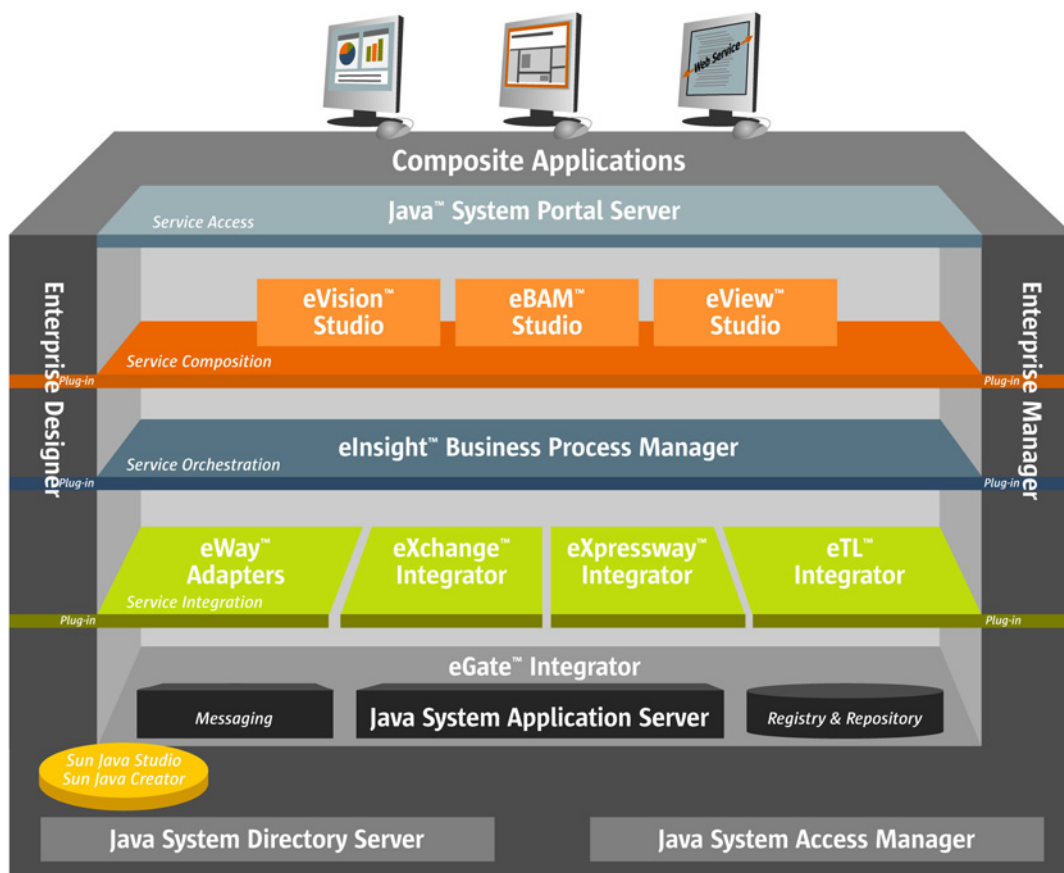 Web Service
Composite Applications
Java™ System Portal Server
Service Access
Enterprise Designer
Enterprise Manager
eVision™
Studio
eBAM™
Studio
eView™
Studio
Service Composition
Plug-in
Plug-in
eInsight™ Business Process Manager
Service Orchestration
Plug-in
Plug-in
eWay™
Adapters
eXchange™
Integrator
eXpressway™
Integrator
eTL™
Integrator
Service Integration
Plug-in
Plug-in
eGate™ Integrator
Messaging
Java System Application Server
Registry & Repository
Sun Java Studio
Sun Java Creator
Java System Directory Server
Java System Access Manager